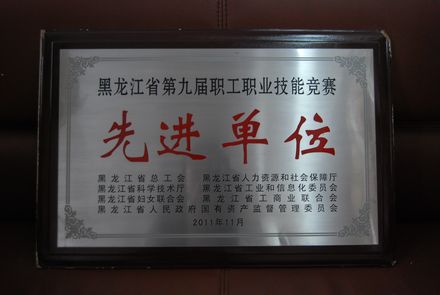 黑龙江省第九届职工职业技能竞赛
先进单位
黑龙江省总工会 黑龙江省人力资源和社会保障厅
黑龙江省科学技术厅 黑龙江省工业和信息化委员会
黑龙江省妇女联合会 黑龙江省工商业联合会
黑龙江省人民政府国有资产监督管理委员会
2011年11月